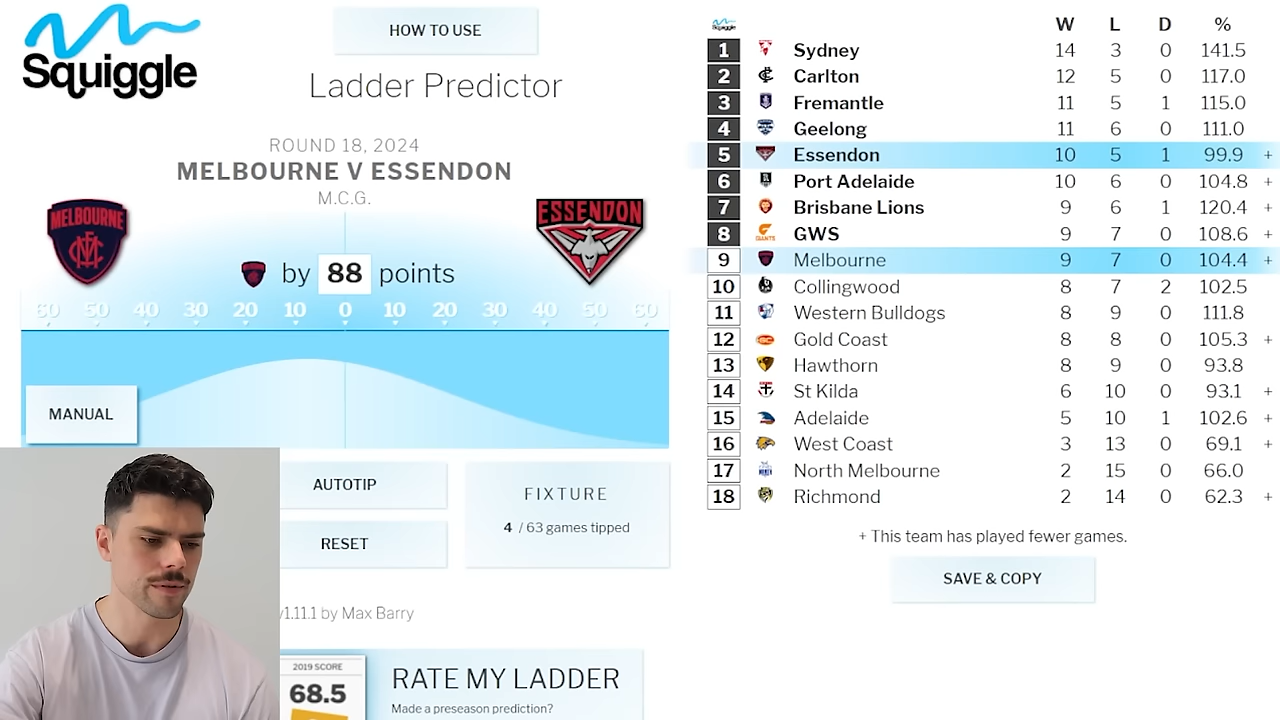 Squiggle
HOW TO USE
Ladder Predictor
ROUND 18, 2024
MELBOURNE V ESSENDON
M.C.G.
MELBOURNE
ESSENDON
by 88 points
60 50 40 30 20 10 0 10 20 30 40 50 60
MANUAL
AUTOTIP
RESET
FIXTURE
4 / 63 games tipped
v1.11.1 by Max Barry
2019 SCORE
68.5
RATE MY LADDER
Made a preseason prediction?
W L D %
1 Sydney 14 3 0 141.5
2 Carlton 12 5 0 117.0
3 Fremantle 11 5 1 115.0
4 Geelong 11 6 0 111.0
5 Essendon 10 5 1 99.9 +
6 Port Adelaide 10 6 0 104.8 +
7 Brisbane Lions 9 6 1 120.4 +
8 GWS 9 7 0 108.6 +
9 Melbourne 9 7 0 104.4 +
10 Collingwood 8 7 2 102.5
11 Western Bulldogs 8 9 0 111.8
12 Gold Coast 8 8 0 105.3 +
13 Hawthorn 8 9 0 93.8
14 St Kilda 6 10 0 93.1 +
15 Adelaide 5 10 1 102.6 +
16 West Coast 3 13 0 69.1 +
17 North Melbourne 2 15 0 66.0
18 Richmond 2 14 0 62.3 +
+ This team has played fewer games.
SAVE & COPY